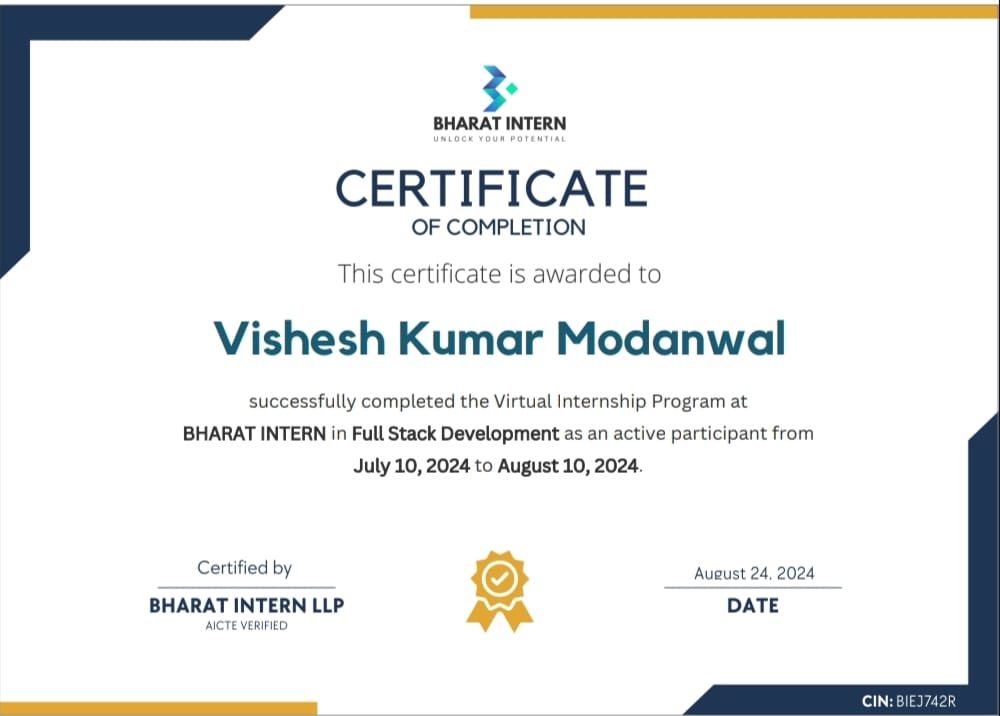 BHARAT INTERN
UNLOCK YOUR POTENTIAL
CERTIFICATE
OF COMPLETION
This certificate is awarded to
Vishesh Kumar Modanwal
successfully completed the Virtual Internship Program at
BHARAT INTERN in Full Stack Development as an active participant from
July 10, 2024 to August 10, 2024.
Certified by
BHARAT INTERN LLP
AICTE VERIFIED
August 24, 2024
DATE
CIN: BIEJ742R